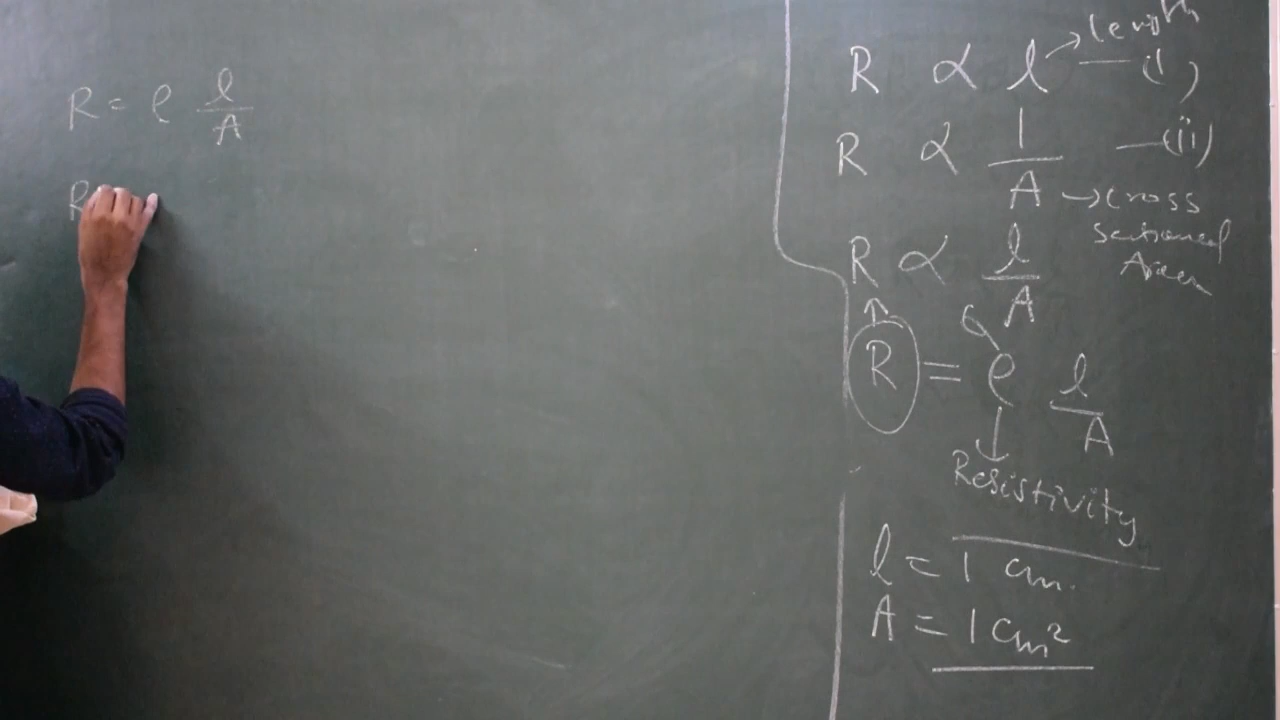 R = ρ l/A
R
R ∝ l → length — (i)
R ∝ 1/A — (ii)
→ cross
sectional
Area
R ∝ l/A
R = ρ l/A
Resistivity
l = 1 cm.
A = 1 cm²